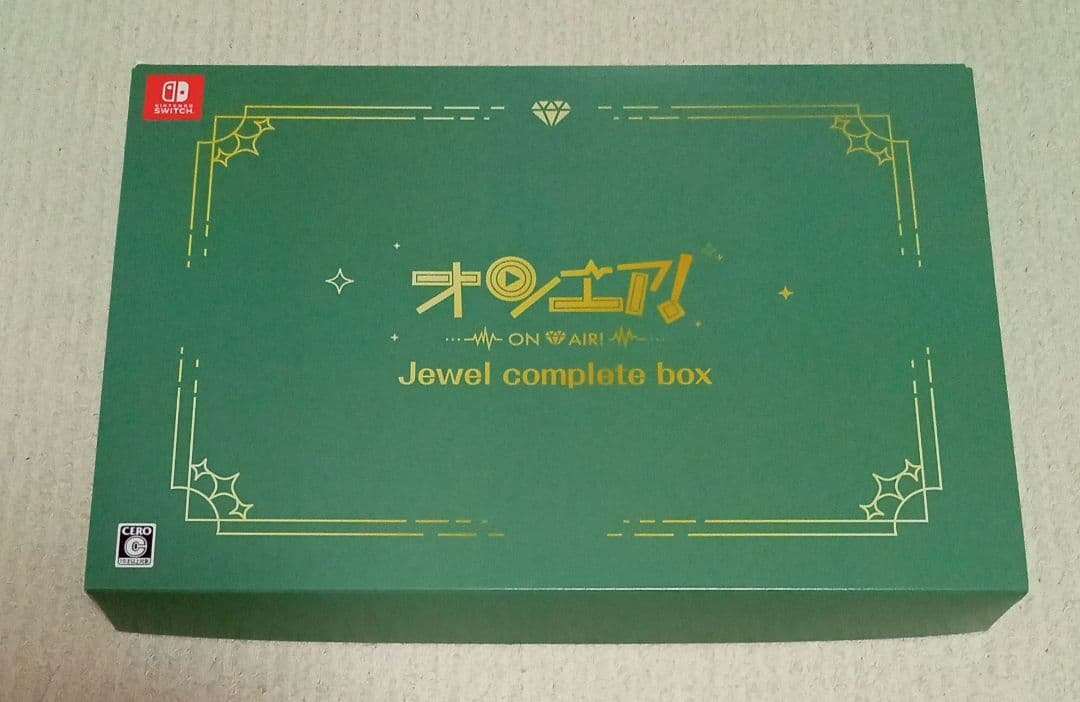 NINTENDO
SWITCH
オンエア!
ON AIR!
Jewel complete box
CERO
C